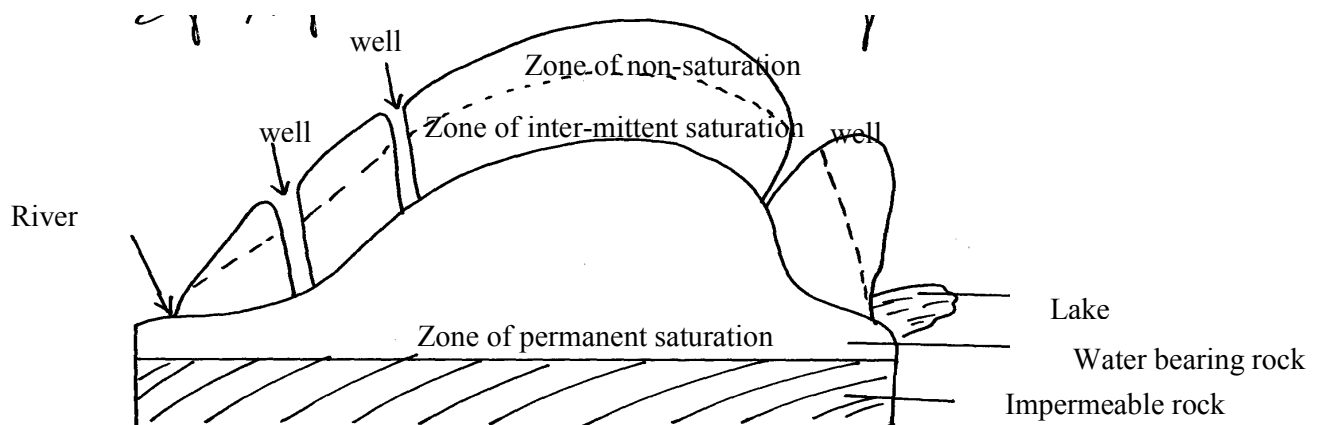 well
Zone of non-saturation
well
Zone of inter-mittent saturation
well
River
Lake
Zone of permanent saturation
Water bearing rock
Impermeable rock